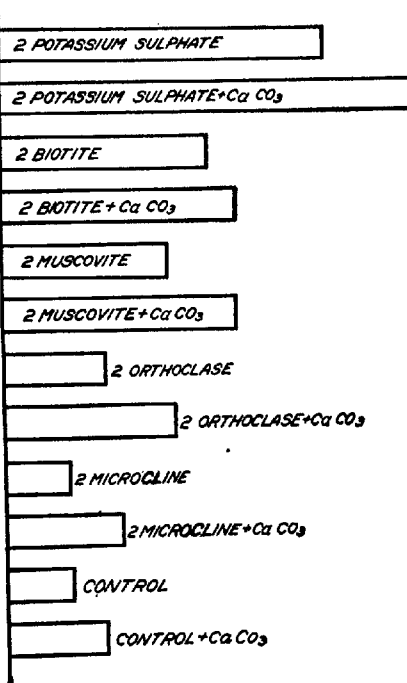 2 POTASSIUM SULPHATE
2 POTASSIUM SULPHATE+Ca CO3
2 BIOTITE
2 BIOTITE+Ca CO3
2 MUSCOVITE
2 MUSCOVITE+Ca CO3
2 ORTHOCLASE
2 ORTHOCLASE+Ca CO3
2 MICROCLINE
2 MICROCLINE+Ca CO3
CONTROL
CONTROL+Ca CO3